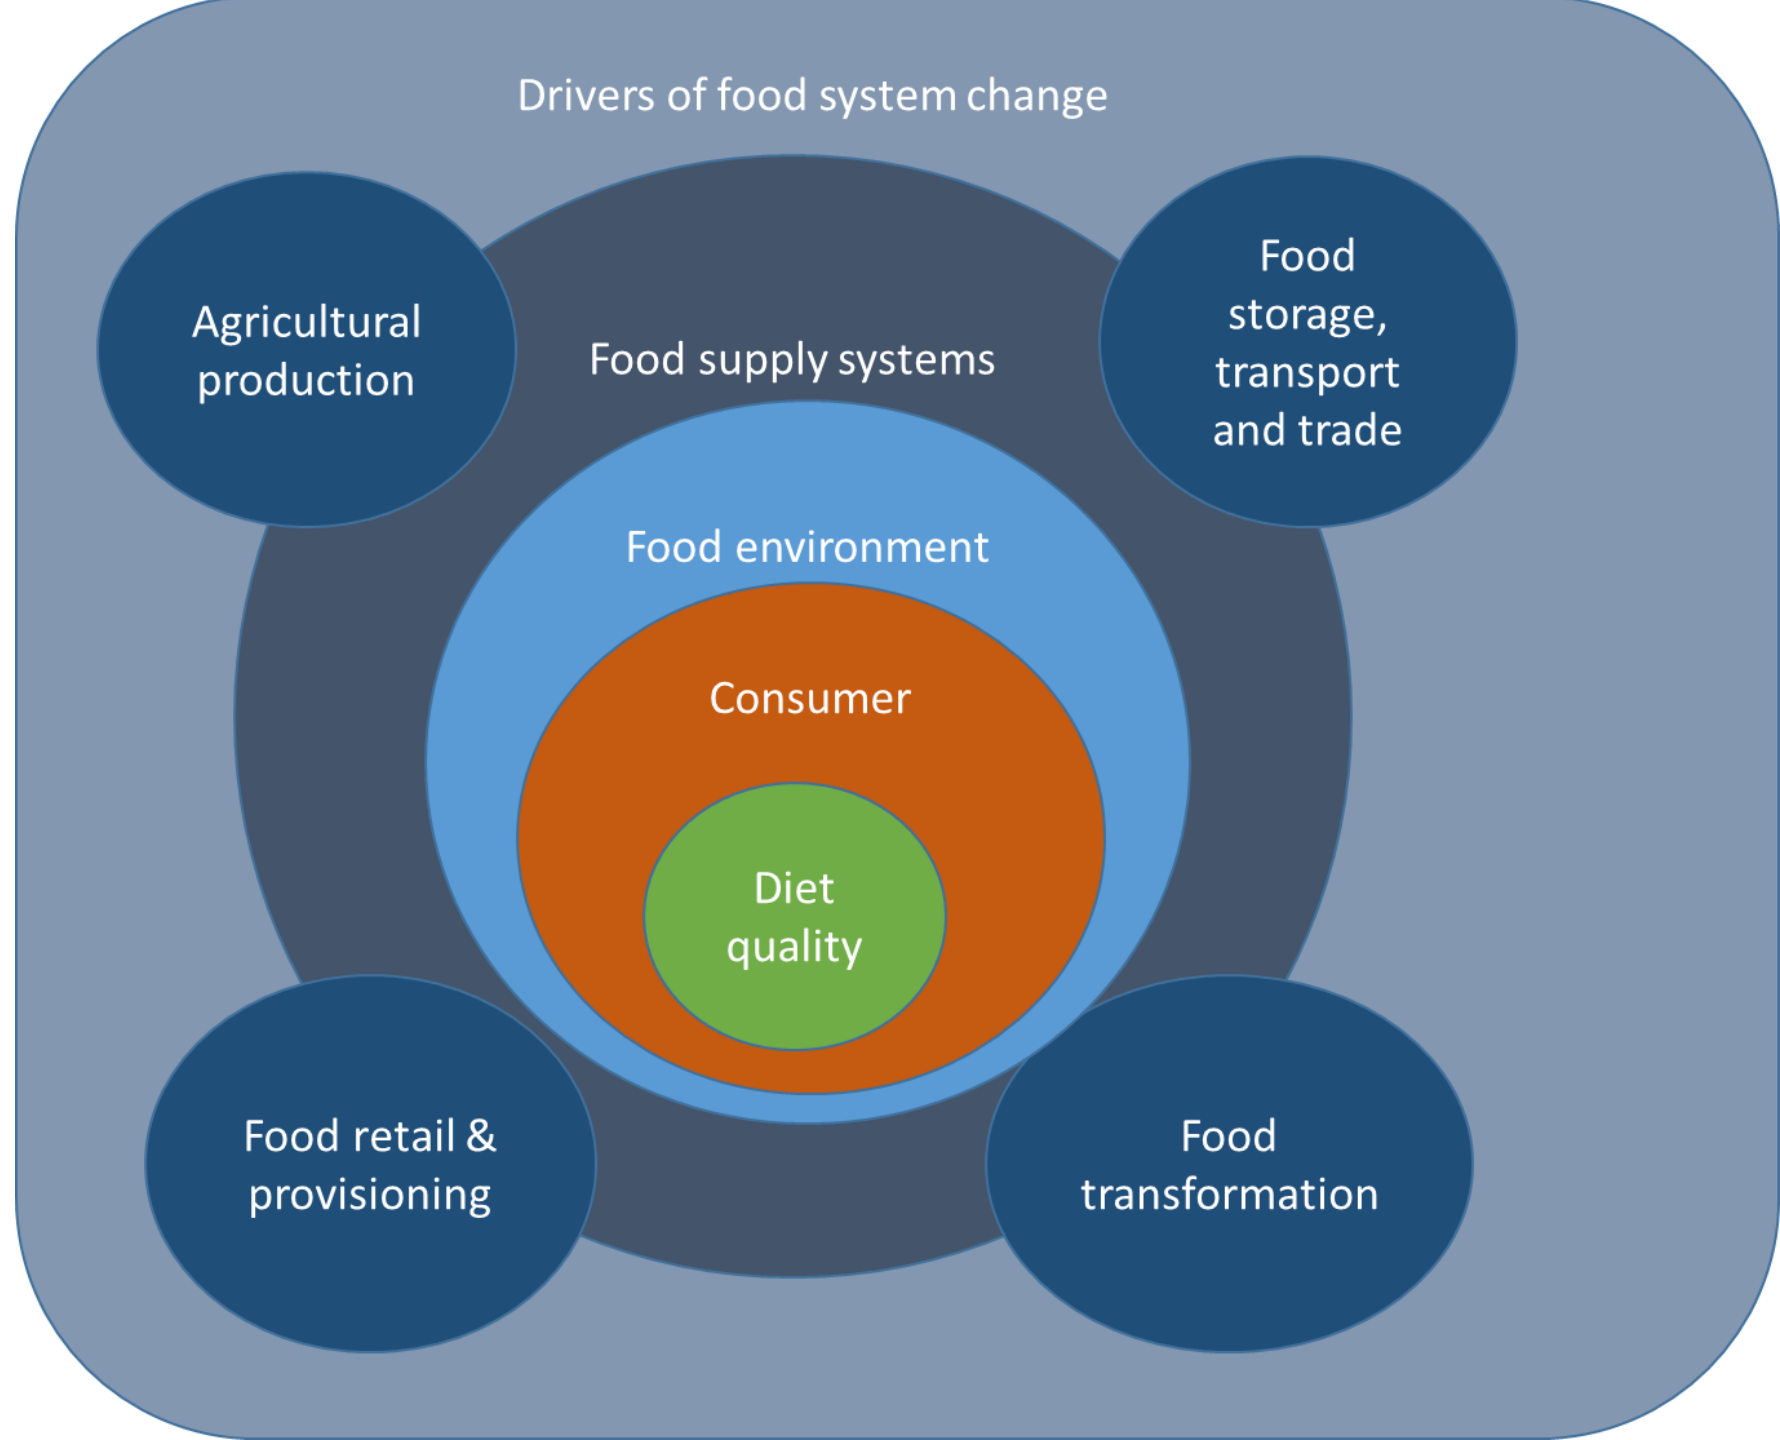 Drivers of food system change
Agricultural
production
Food
storage,
transport
and trade
Food supply systems
Food environment
Consumer
Diet
quality
Food retail &
provisioning
Food
transformation